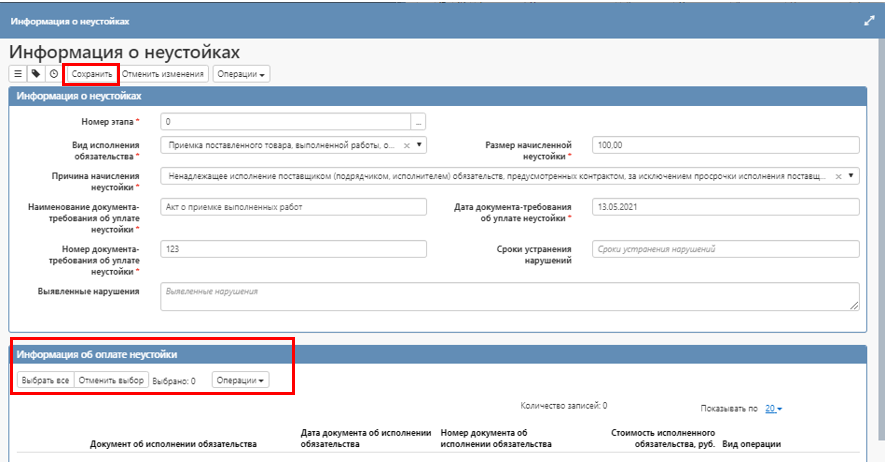 Информация о неустойках
Информация о неустойках
Сохранить Отменить изменения Операции
Информация о неустойках
Номер этапа * 0 ...
Вид исполнения обязательства * Приемка поставленного товара, выполненной работы, о... × Размер начисленной неустойки * 100,00
Причина начисления неустойки * Ненадлежащее исполнение поставщиком (подрядчиком, исполнителем) обязательств, предусмотренных контрактом, за исключением просрочки исполнения поставщ... ×
Наименование документа-требования об уплате неустойки * Акт о приемке выполненных работ Дата документа-требования об уплате неустойки * 13.05.2021
Номер документа-требования об уплате неустойки * 123 Сроки устранения нарушений Сроки устранения нарушений
Выявленные нарушения Выявленные нарушения
Информация об оплате неустойки
Выбрать все Отменить выбор Выбрано: 0 Операции
Количество записей: 0 Показывать по 20
Документ об исполнении обязательства Дата документа об исполнении обязательства Номер документа об исполнении обязательства Стоимость исполненного обязательства, руб. Вид операции